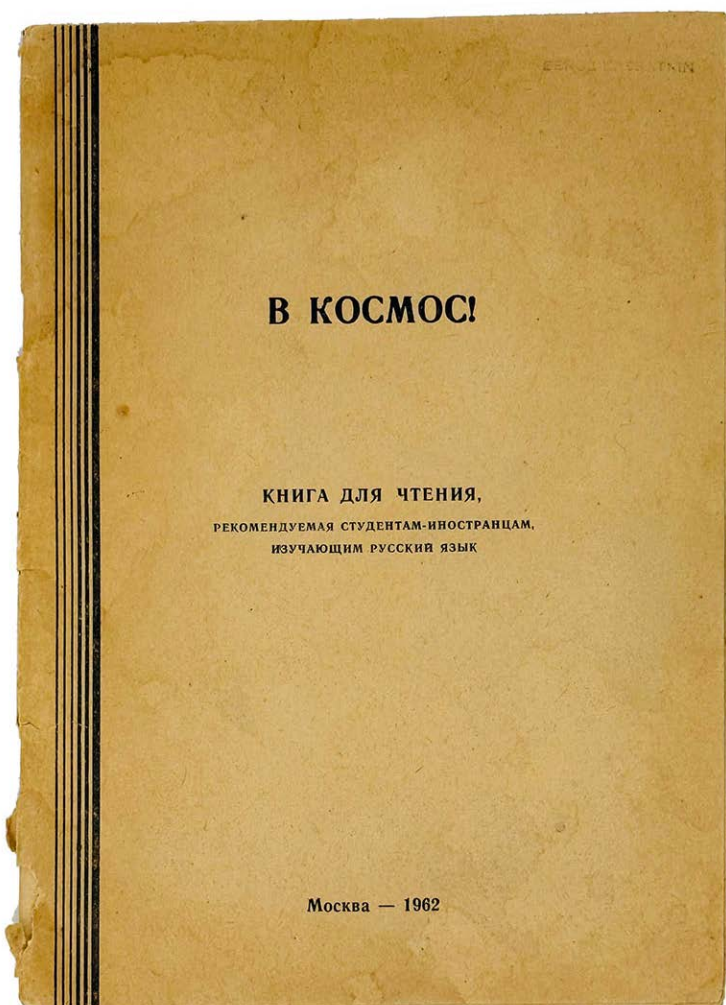 В КОСМОС!
КНИГА ДЛЯ ЧТЕНИЯ,
РЕКОМЕНДУЕМАЯ СТУДЕНТАМ-ИНОСТРАНЦАМ,
ИЗУЧАЮЩИМ РУССКИЙ ЯЗЫК
Москва — 1962